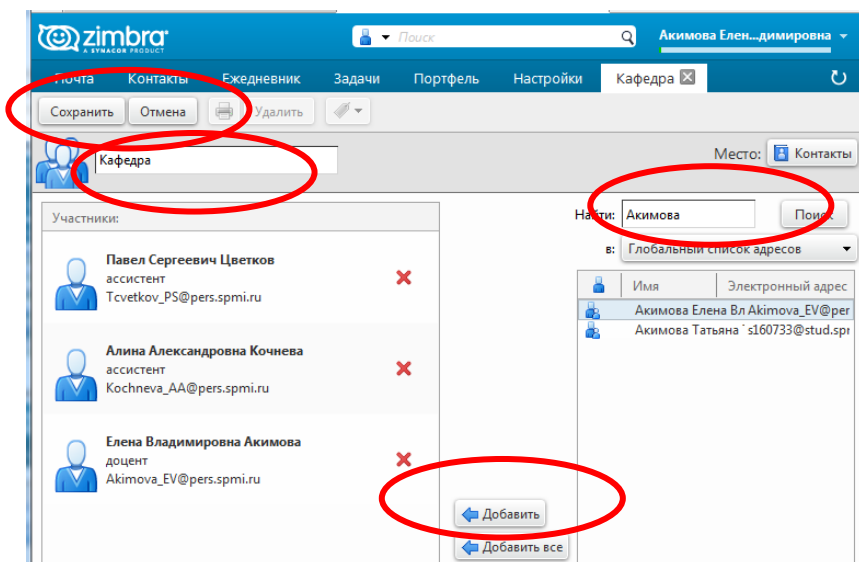 zimbra
A SYNACOR PRODUCT
Поиск
Акимова Елен...димировна
Почта Контакты Ежедневник Задачи Портфель Настройки Кафедра
Сохранить Отмена Удалить
Кафедра
Место: Контакты
Участники:
Найти: Акимова Поиск
в: Глобальный список адресов
Имя Электронный адрес
Акимова Елена Вл Akimova_EV@per
Акимова Татьяна s160733@stud.spr
Павел Сергеевич Цветков
ассистент
Tcvetkov_PS@pers.spmi.ru
Алина Александровна Кочнева
ассистент
Kochneva_AA@pers.spmi.ru
Елена Владимировна Акимова
доцент
Akimova_EV@pers.spmi.ru
Добавить
Добавить все